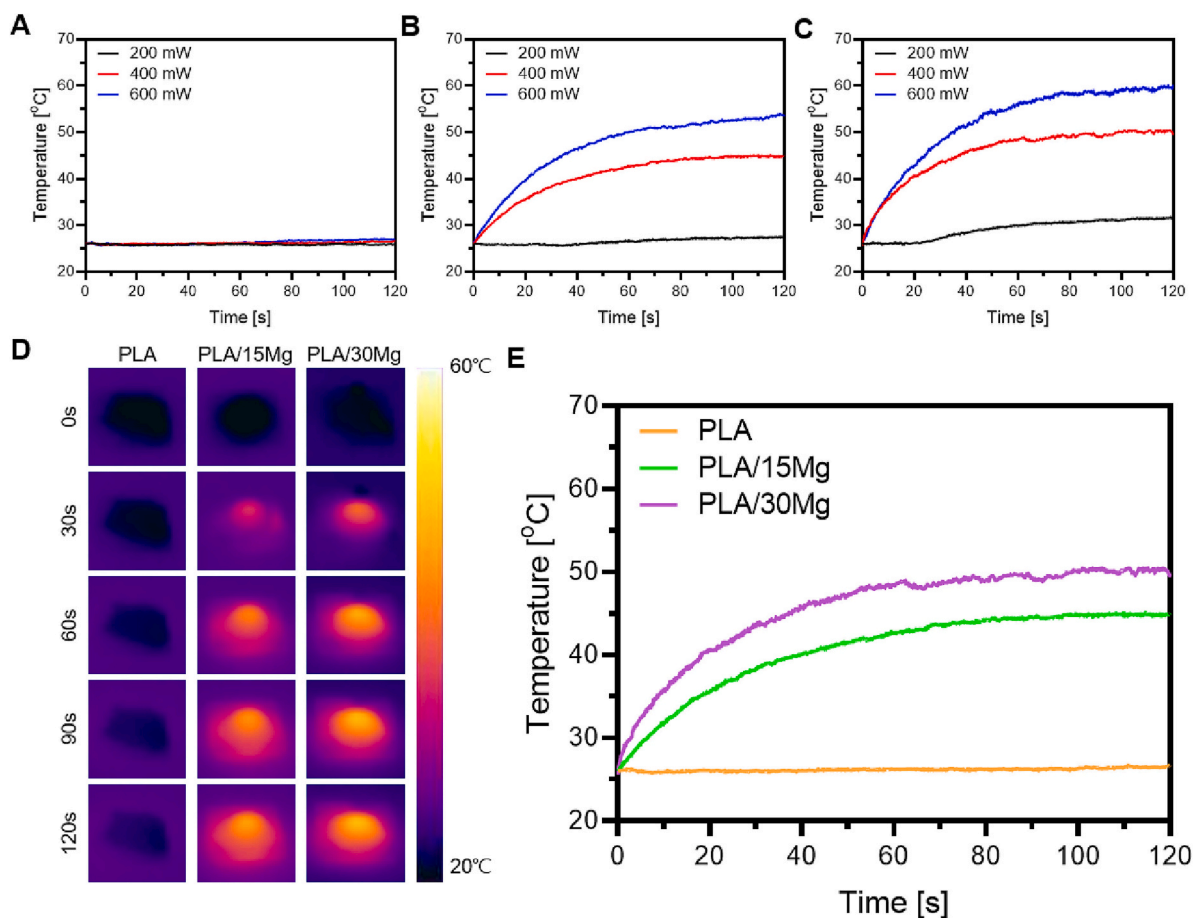 A
70
60
50
40
30
20
Temperature [°C]
200 mW
400 mW
600 mW
0 20 40 60 80 100 120
Time [s]
B
70
60
50
40
30
20
Temperature [°C]
200 mW
400 mW
600 mW
0 20 40 60 80 100 120
Time [s]
C
70
60
50
40
30
20
Temperature [°C]
200 mW
400 mW
600 mW
0 20 40 60 80 100 120
Time [s]
D
PLA PLA/15Mg PLA/30Mg
0s
30s
60s
90s
120s
60℃
20℃
E
70
60
50
40
30
20
Temperature [°C]
PLA
PLA/15Mg
PLA/30Mg
0 20 40 60 80 100 120
Time [s]